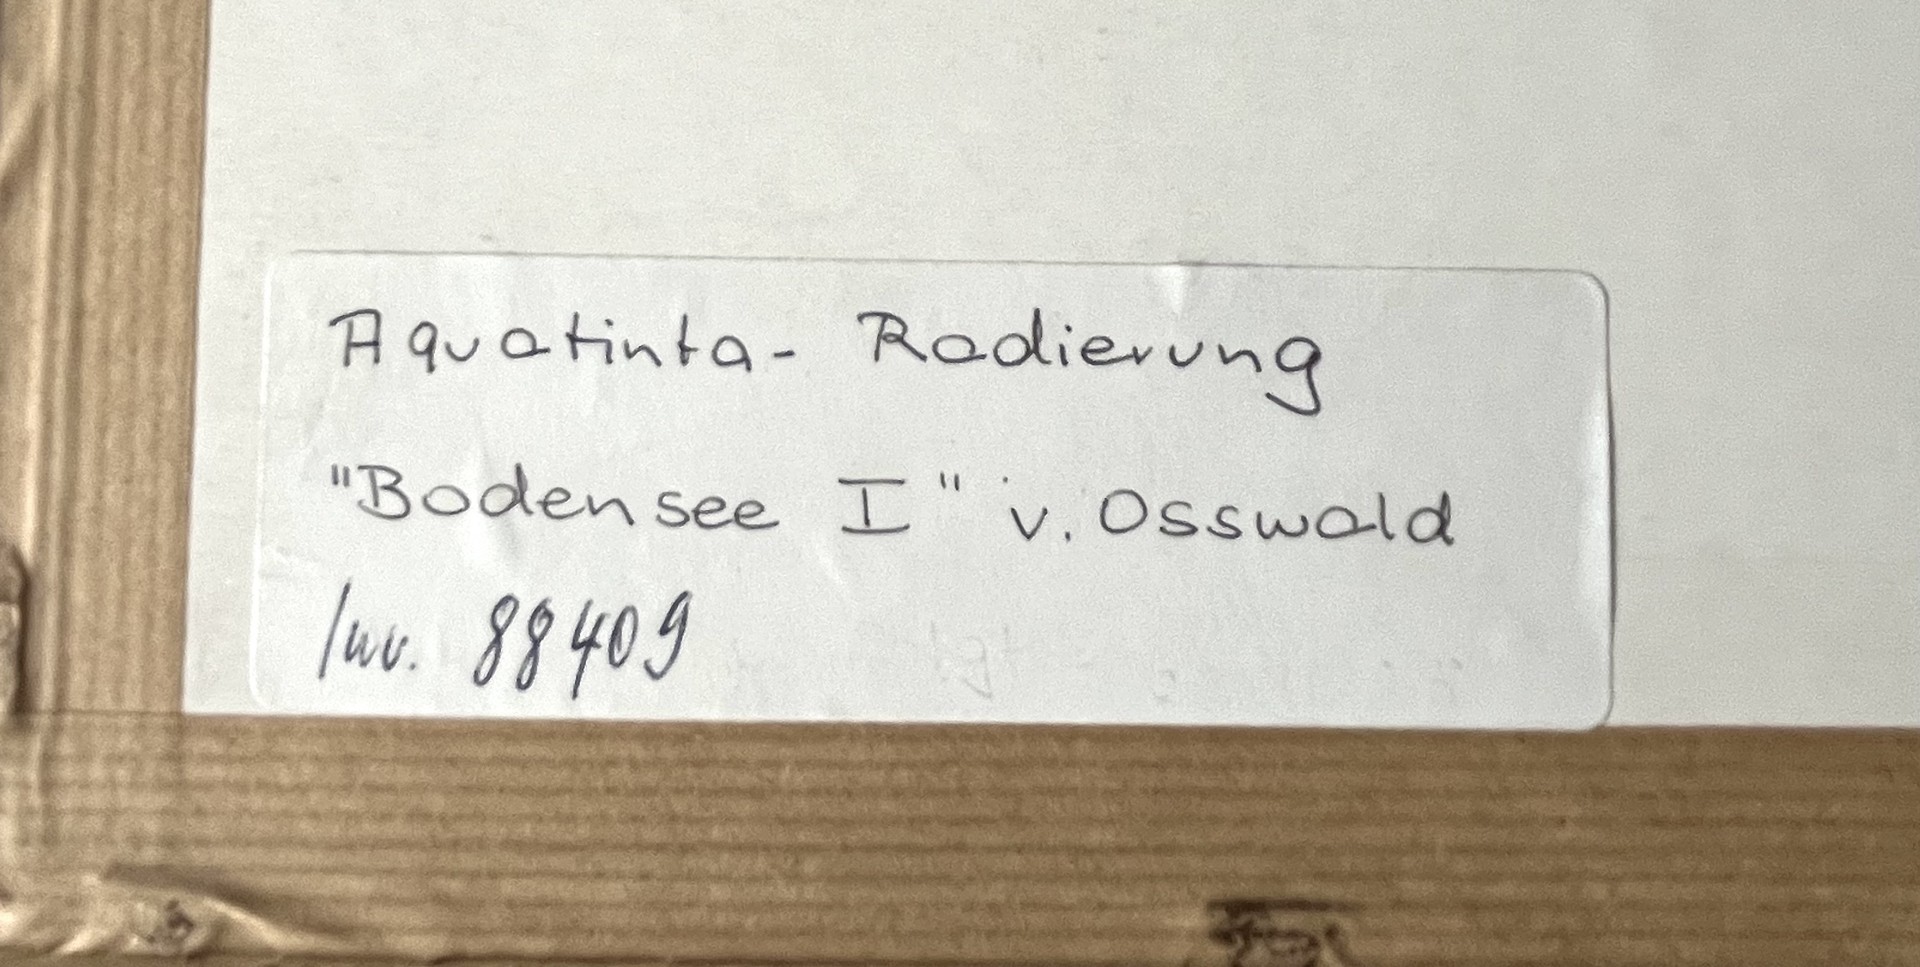 Aquatinta- Radierung
"Bodensee I" v. Osswald
Inv. 88409